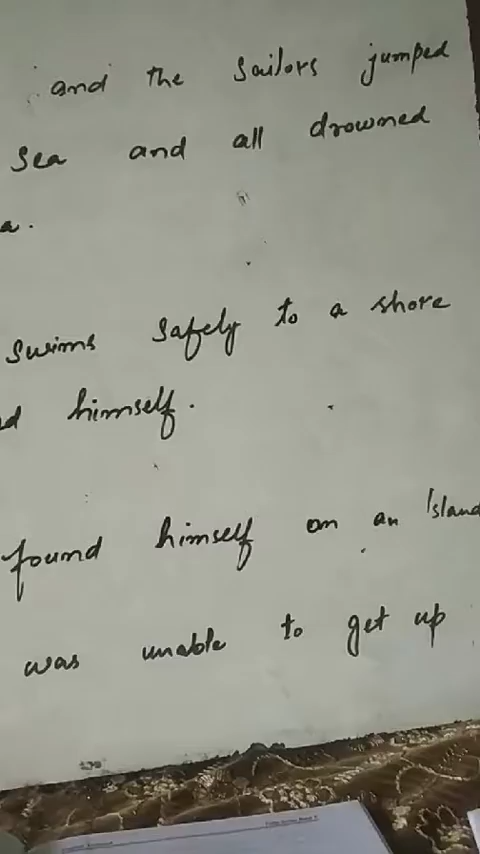 and the Sailors jumped
Sea and all drowned
a.
Swims safely to a shore
himself.
found himself on an Island
was unable to get up